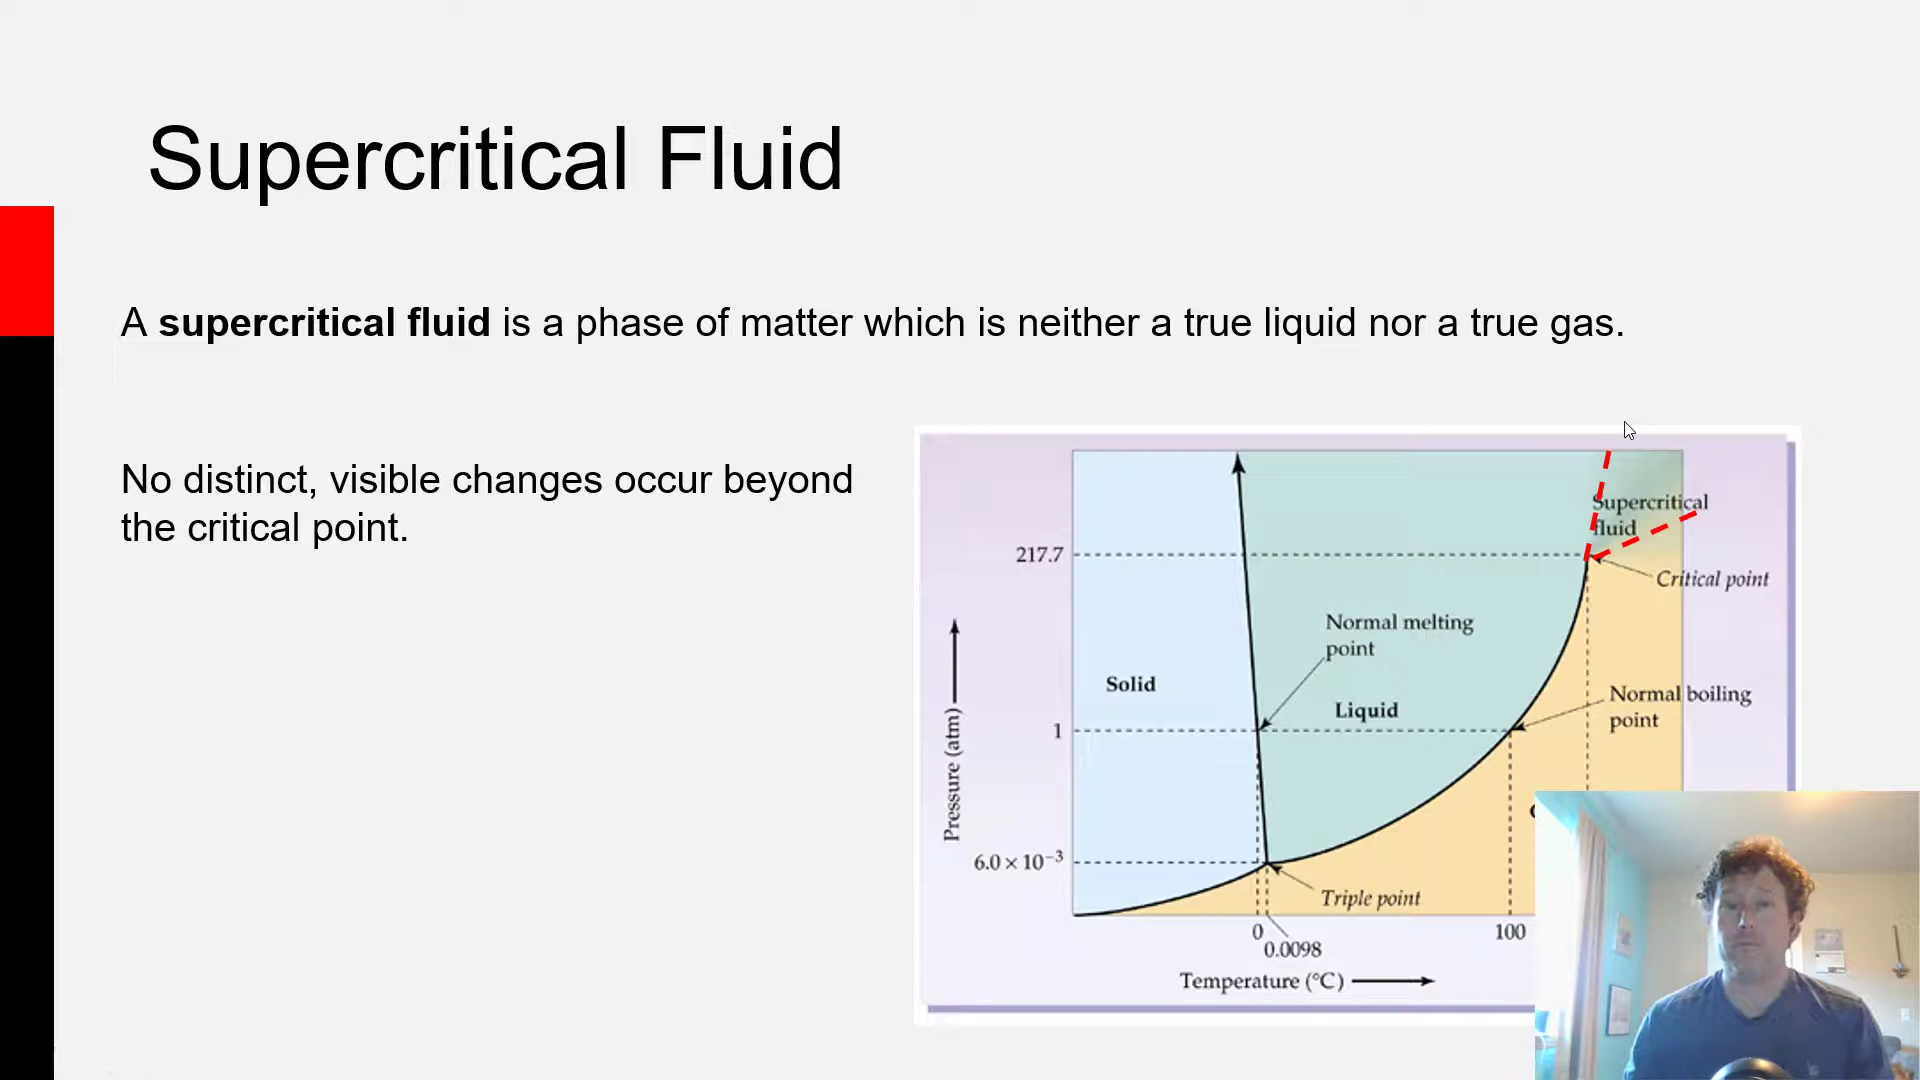 Supercritical Fluid
A supercritical fluid is a phase of matter which is neither a true liquid nor a true gas.
No distinct, visible changes occur beyond
the critical point.
Supercritical
fluid
217.7
Critical point
Normal melting
point
Solid
Normal boiling
point
Liquid
1
Pressure (atm)
6.0 × 10⁻³
Triple point
0
100
0.0098
Temperature (°C)